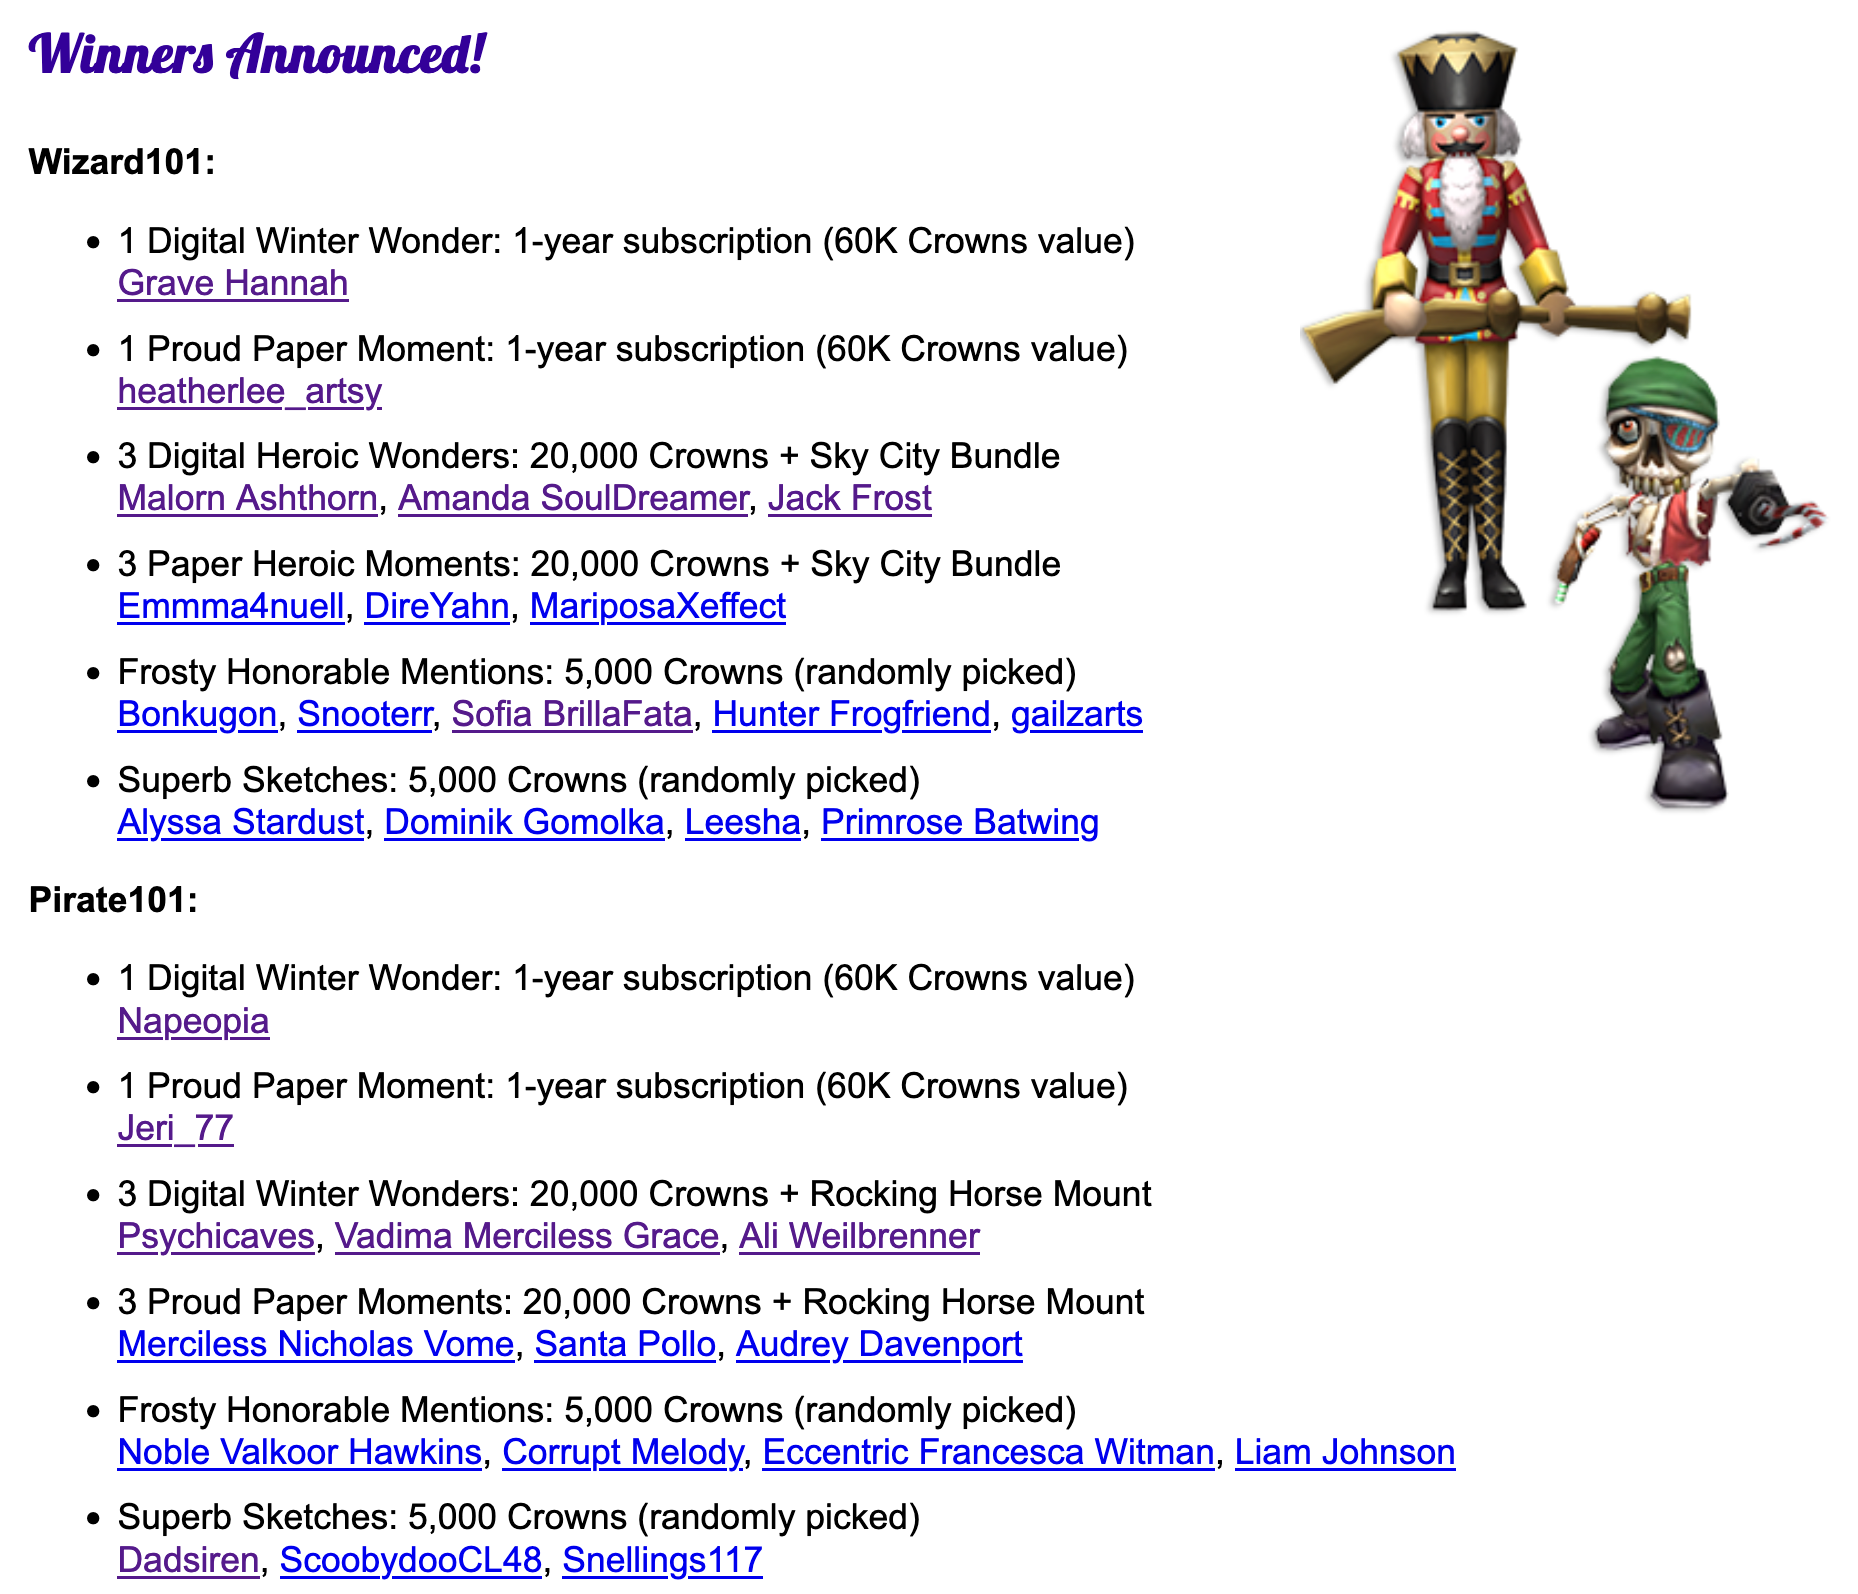 Winners Announced!
Wizard101:
• 1 Digital Winter Wonder: 1-year subscription (60K Crowns value)
Grave Hannah
• 1 Proud Paper Moment: 1-year subscription (60K Crowns value)
heatherlee_artsy
• 3 Digital Heroic Wonders: 20,000 Crowns + Sky City Bundle
Malorn Ashthorn, Amanda SoulDreamer, Jack Frost
• 3 Paper Heroic Moments: 20,000 Crowns + Sky City Bundle
Emmma4nuell, DireYahn, MariposaXeffect
• Frosty Honorable Mentions: 5,000 Crowns (randomly picked)
Bonkugon, Snooterr, Sofia BrillaFata, Hunter Frogfriend, gailzarts
• Superb Sketches: 5,000 Crowns (randomly picked)
Alyssa Stardust, Dominik Gomolka, Leesha, Primrose Batwing
Pirate101:
• 1 Digital Winter Wonder: 1-year subscription (60K Crowns value)
Napeopia
• 1 Proud Paper Moment: 1-year subscription (60K Crowns value)
Jeri_77
• 3 Digital Winter Wonders: 20,000 Crowns + Rocking Horse Mount
Psychicaves, Vadima Merciless Grace, Ali Weilbrenner
• 3 Proud Paper Moments: 20,000 Crowns + Rocking Horse Mount
Merciless Nicholas Vome, Santa Pollo, Audrey Davenport
• Frosty Honorable Mentions: 5,000 Crowns (randomly picked)
Noble Valkoor Hawkins, Corrupt Melody, Eccentric Francesca Witman, Liam Johnson
• Superb Sketches: 5,000 Crowns (randomly picked)
Dadsiren, ScoobydooCL48, Snellings117